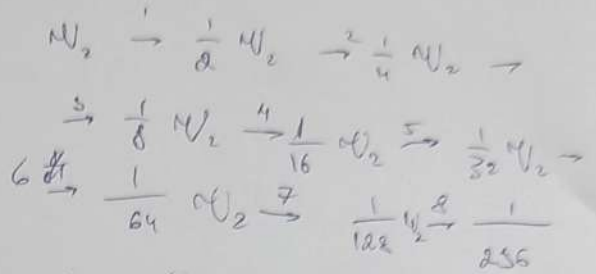 N₂ →¹ 1/2 N₂ →² 1/4 N₂ →
→³ 1/8 N₂ →⁴ 1/16 N₂ →⁵ 1/32 N₂ →
6 → 1/64 N₂ →⁷ 1/128 N₂ →⁸ 1/256